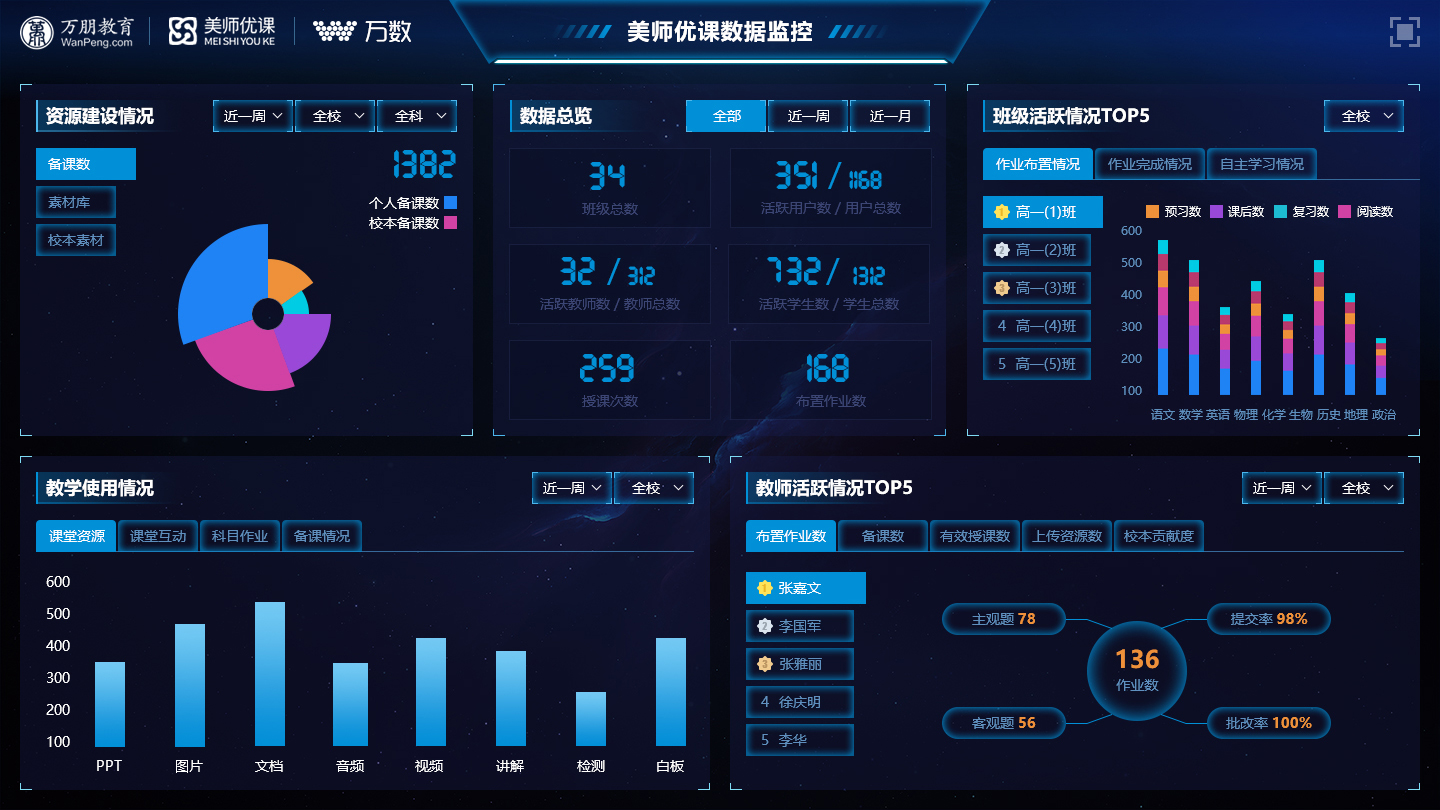 万朋教育
WanPeng.com
美师优课
MEI SHI YOU KE
万数
美师优课数据监控
资源建设情况
近一周
全校
全科
备课数
素材库
校本素材
1382
个人备课数
校本备课数
数据总览
全部
近一周
近一月
34
班级总数
351 / 1168
活跃用户数 / 用户总数
32 / 312
活跃教师数 / 教师总数
732 / 1312
活跃学生数 / 学生总数
259
授课次数
168
布置作业数
班级活跃情况TOP5
全校
作业布置情况
作业完成情况
自主学习情况
1 高一(1)班
2 高一(2)班
3 高一(3)班
4 高一(4)班
5 高一(5)班
预习数 课后数 复习数 阅读数
600
500
400
300
200
100
语文 数学 英语 物理 化学 生物 历史 地理 政治
教学使用情况
近一周
全校
课堂资源
课堂互动
科目作业
备课情况
600
500
400
300
200
100
PPT 图片 文档 音频 视频 讲解 检测 白板
教师活跃情况TOP5
近一周
全校
布置作业数
备课数
有效授课数
上传资源数
校本贡献度
1 张嘉文
2 李国军
3 张雅丽
4 徐庆明
5 李华
主观题 78
提交率 98%
136
作业数
客观题 56
批改率 100%